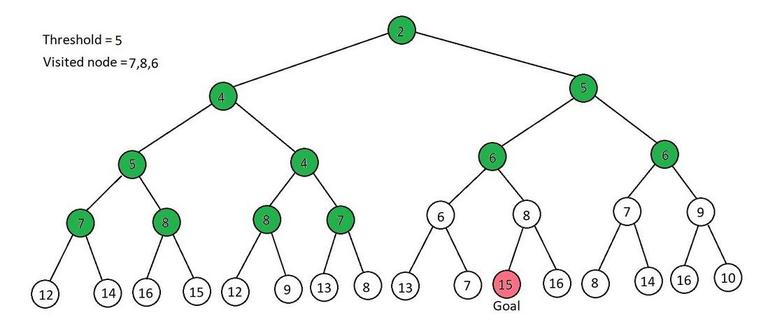 Threshold = 5
Visited node =7,8,6
2
4 5
5 4 6 6
7 8 8 7 6 8 7 9
12 14 16 15 12 9 13 8 13 7 15 16 8 14 16 10
Goal